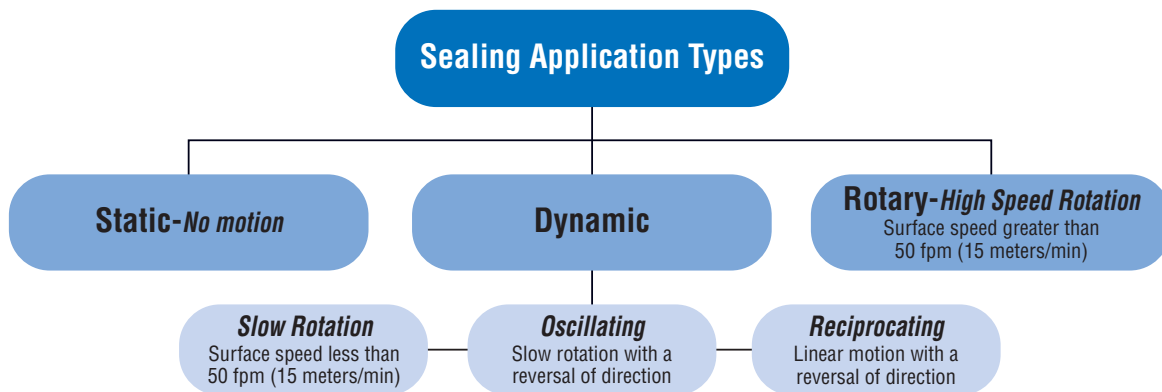 Sealing Application Types
Static-No motion
Dynamic
Rotary-High Speed Rotation
Surface speed greater than
50 fpm (15 meters/min)
Slow Rotation
Surface speed less than
50 fpm (15 meters/min)
Oscillating
Slow rotation with a
reversal of direction
Reciprocating
Linear motion with a
reversal of direction